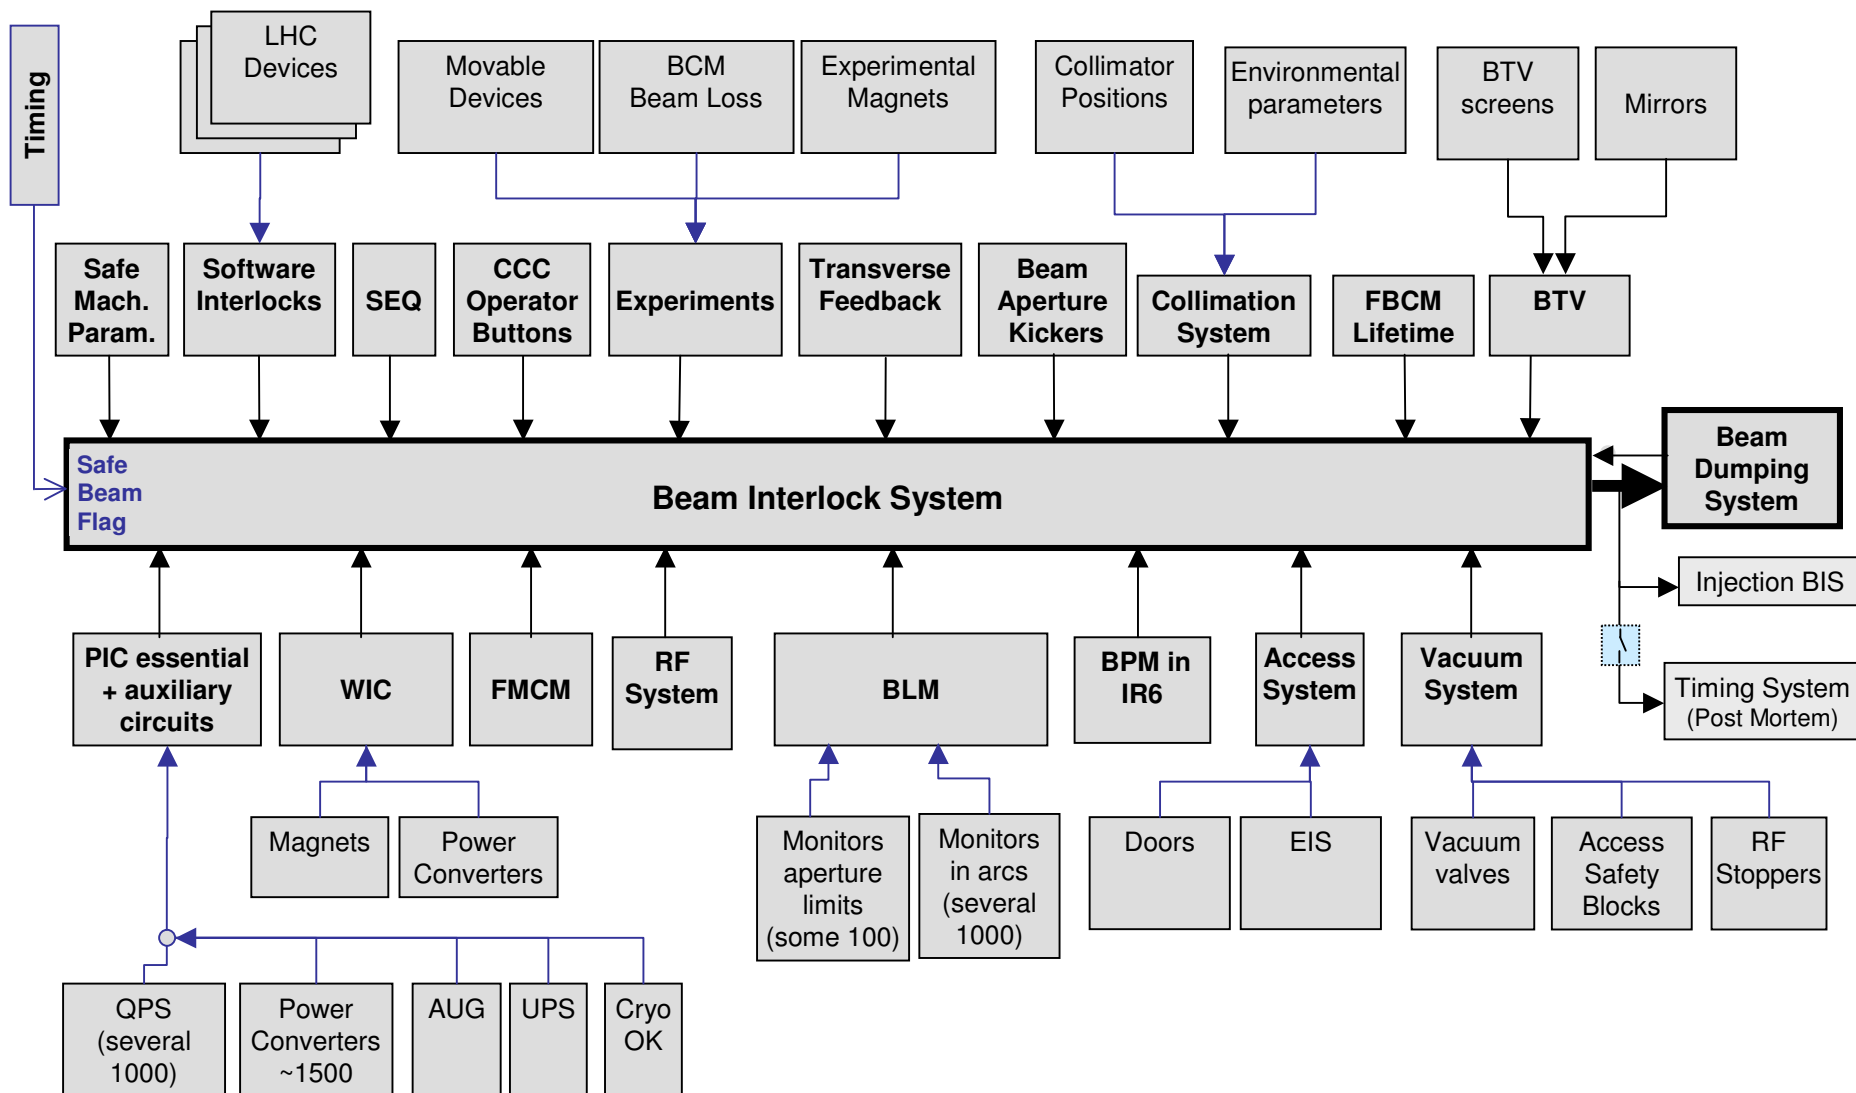 Timing
LHC
Devices
Movable
Devices
BCM
Beam Loss
Experimental
Magnets
Collimator
Positions
Environmental
parameters
BTV
screens
Mirrors
Safe
Mach.
Param.
Software
Interlocks
SEQ
CCC
Operator
Buttons
Experiments
Transverse
Feedback
Beam
Aperture
Kickers
Collimation
System
FBCM
Lifetime
BTV
Safe
Beam
Flag
Beam Interlock System
Beam
Dumping
System
Injection BIS
Timing System
(Post Mortem)
PIC essential
+ auxiliary
circuits
WIC
FMCM
RF
System
BLM
BPM in
IR6
Access
System
Vacuum
System
Magnets
Power
Converters
Monitors
aperture
limits
(some 100)
Monitors
in arcs
(several
1000)
Doors
EIS
Vacuum
valves
Access
Safety
Blocks
RF
Stoppers
QPS
(several
1000)
Power
Converters
~1500
AUG
UPS
Cryo
OK